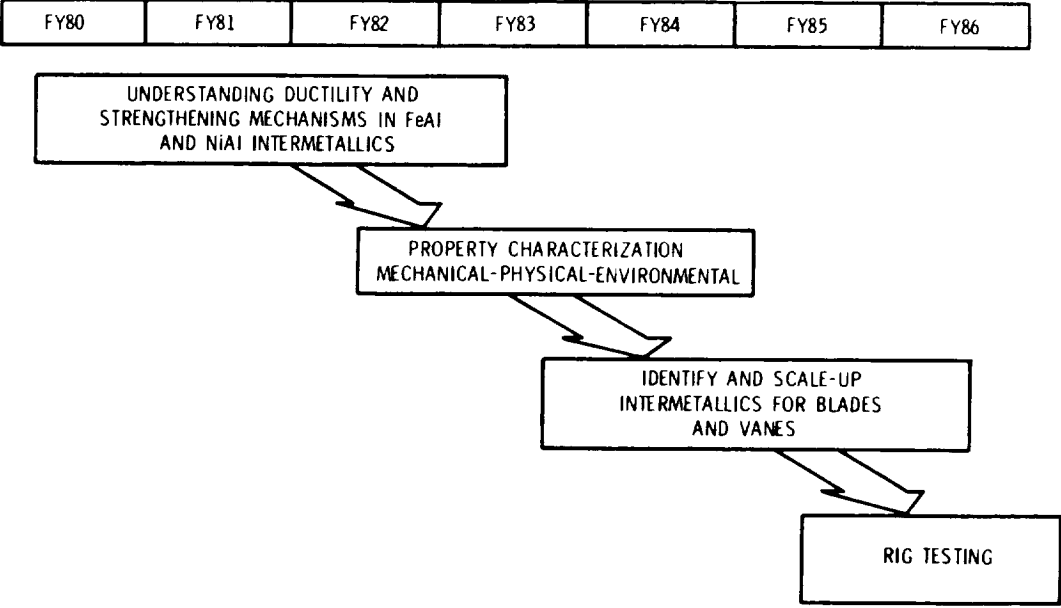 FY80 FY81 FY82 FY83 FY84 FY85 FY86
UNDERSTANDING DUCTILITY AND
STRENGTHENING MECHANISMS IN FeAl
AND NiAl INTERMETALLICS
PROPERTY CHARACTERIZATION
MECHANICAL-PHYSICAL-ENVIRONMENTAL
IDENTIFY AND SCALE-UP
INTERMETALLICS FOR BLADES
AND VANES
RIG TESTING